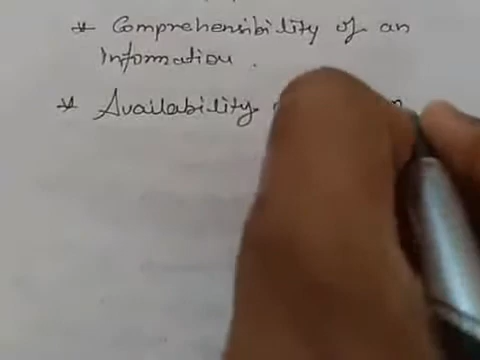 * Comprehensibility of an
Information.
* Availability